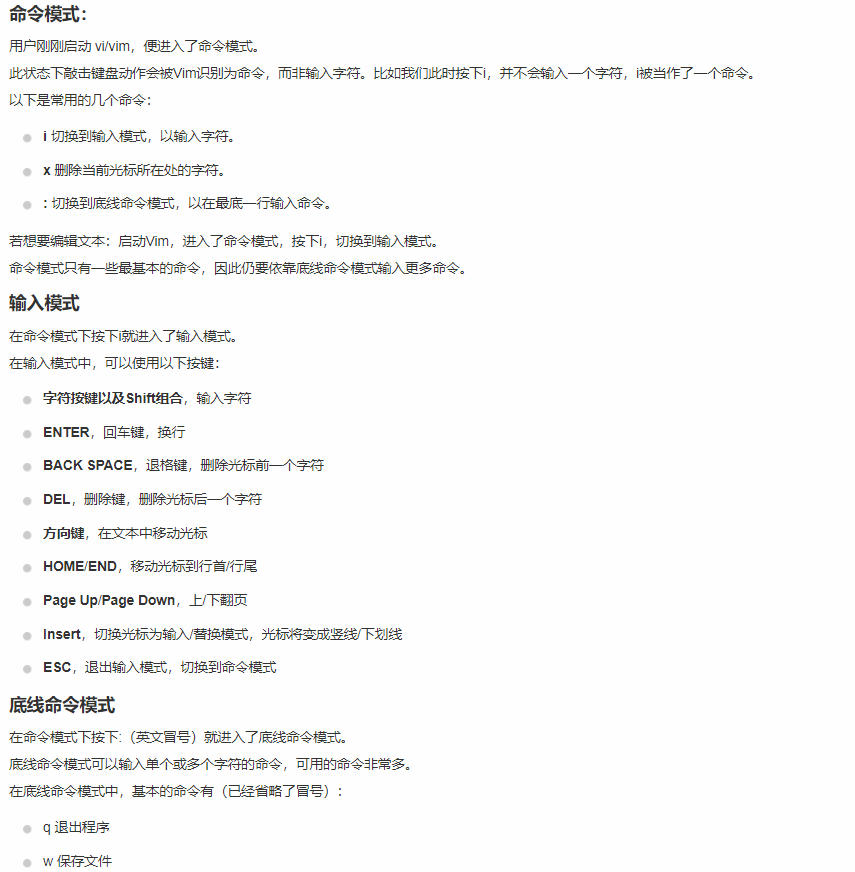 命令模式：
用户刚刚启动 vi/vim，便进入了命令模式。
此状态下敲击键盘动作会被Vim识别为命令，而非输入字符。比如我们此时按下i，并不会输入一个字符，i被当作了一个命令。
以下是常用的几个命令：
i 切换到输入模式，以输入字符。
x 删除当前光标所在处的字符。
: 切换到底线命令模式，以在最底一行输入命令。
若想要编辑文本：启动Vim，进入了命令模式，按下i，切换到输入模式。
命令模式只有一些最基本的命令，因此仍要依靠底线命令模式输入更多命令。
输入模式
在命令模式下按下i就进入了输入模式。
在输入模式中，可以使用以下按键：
字符按键以及Shift组合，输入字符
ENTER，回车键，换行
BACK SPACE，退格键，删除光标前一个字符
DEL，删除键，删除光标后一个字符
方向键，在文本中移动光标
HOME/END，移动光标到行首/行尾
Page Up/Page Down，上/下翻页
Insert，切换光标为输入/替换模式，光标将变成竖线/下划线
ESC，退出输入模式，切换到命令模式
底线命令模式
在命令模式下按下:（英文冒号）就进入了底线命令模式。
底线命令模式可以输入单个或多个字符的命令，可用的命令非常多。
在底线命令模式中，基本的命令有（已经省略了冒号）：
q 退出程序
w 保存文件